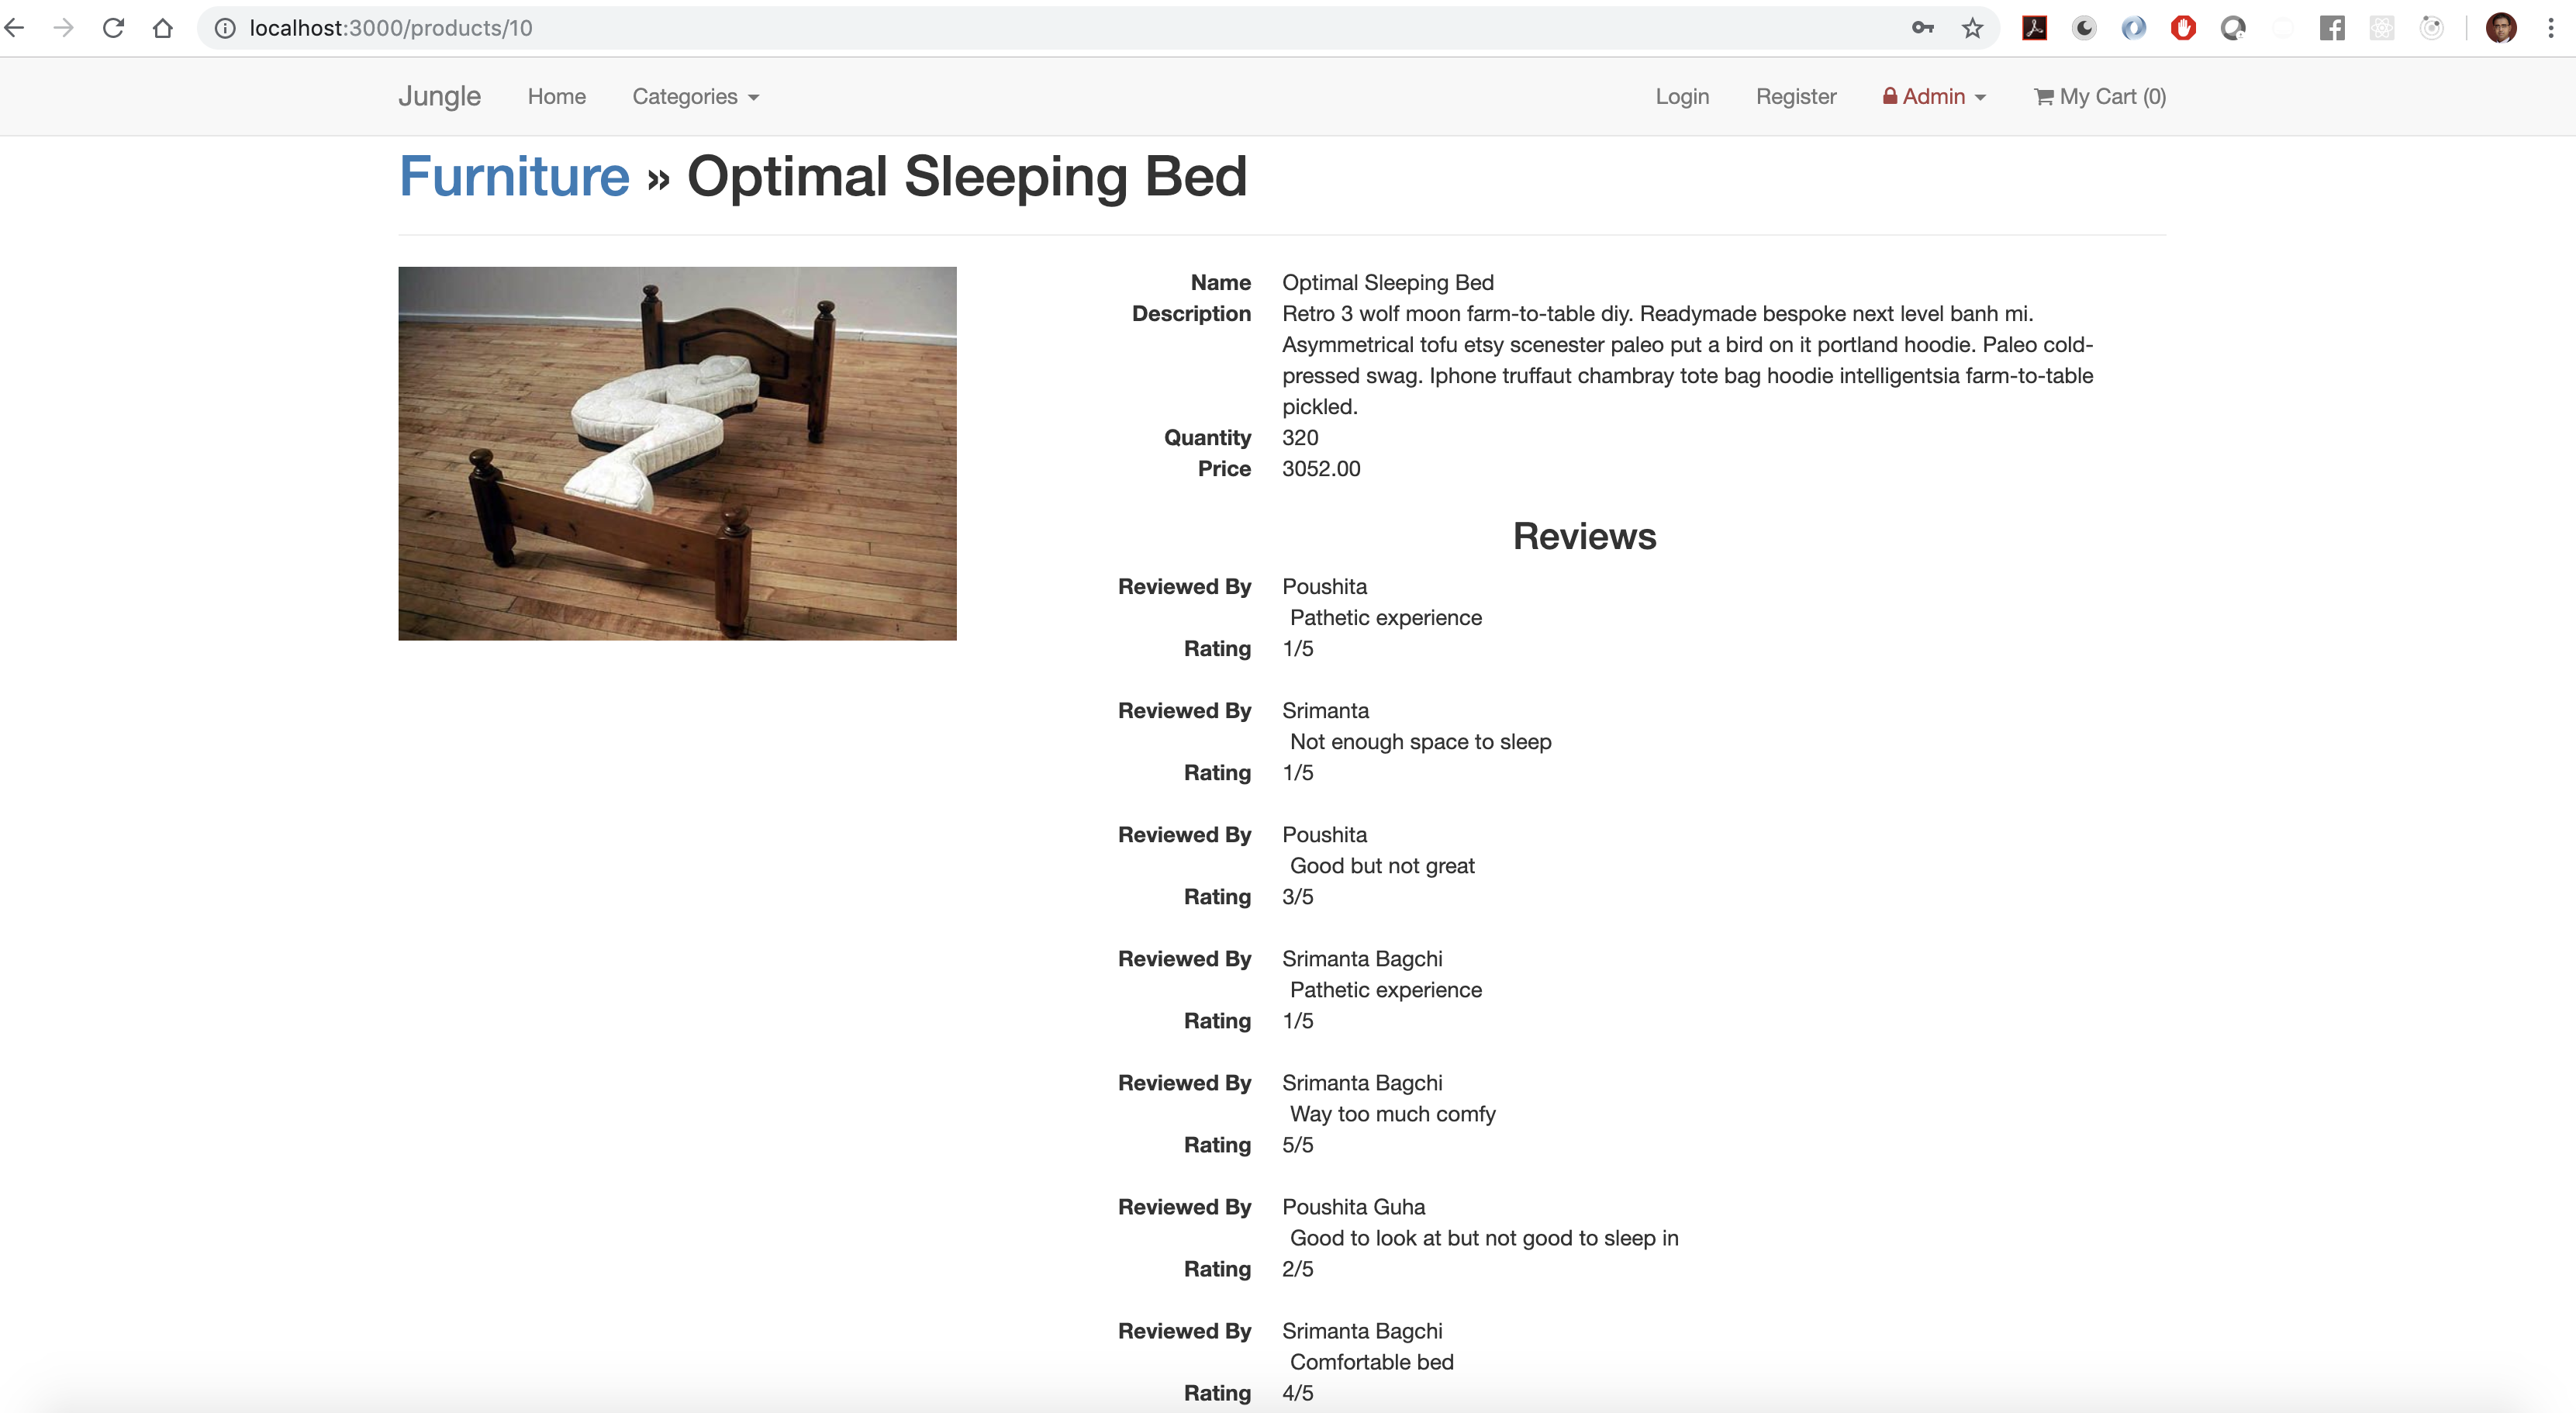 localhost:3000/products/10
Jungle Home Categories Login Register Admin My Cart (0)
Furniture » Optimal Sleeping Bed
Name Optimal Sleeping Bed
Description Retro 3 wolf moon farm-to-table diy. Readymade bespoke next level banh mi.
Asymmetrical tofu etsy scenester paleo put a bird on it portland hoodie. Paleo cold-
pressed swag. Iphone truffaut chambray tote bag hoodie intelligentsia farm-to-table
pickled.
Quantity 320
Price 3052.00
Reviews
Reviewed By Poushita
Pathetic experience
Rating 1/5
Reviewed By Srimanta
Not enough space to sleep
Rating 1/5
Reviewed By Poushita
Good but not great
Rating 3/5
Reviewed By Srimanta Bagchi
Pathetic experience
Rating 1/5
Reviewed By Srimanta Bagchi
Way too much comfy
Rating 5/5
Reviewed By Poushita Guha
Good to look at but not good to sleep in
Rating 2/5
Reviewed By Srimanta Bagchi
Comfortable bed
Rating 4/5